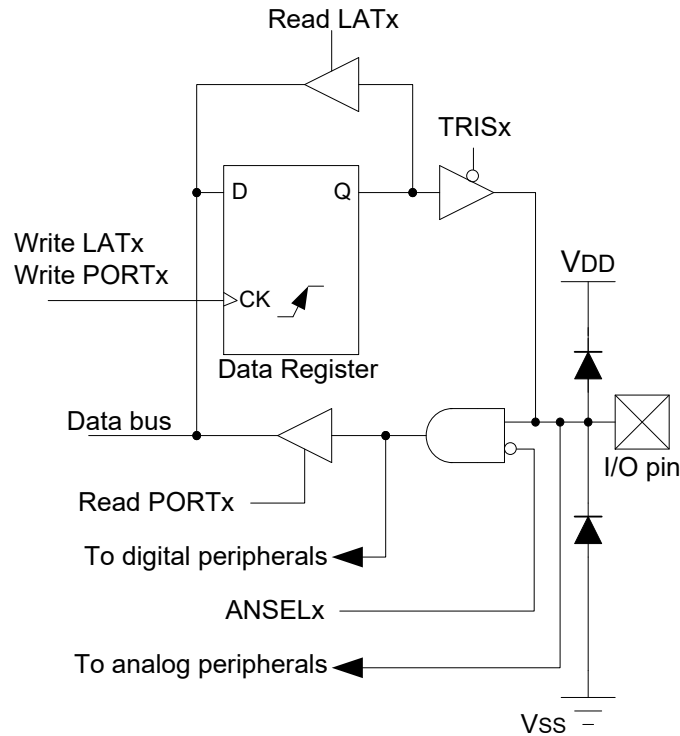 Read LATx
TRISx
D Q
Write LATx
Write PORTx
CK
VDD
Data Register
Data bus
I/O pin
Read PORTx
To digital peripherals
ANSELx
To analog peripherals
VSS